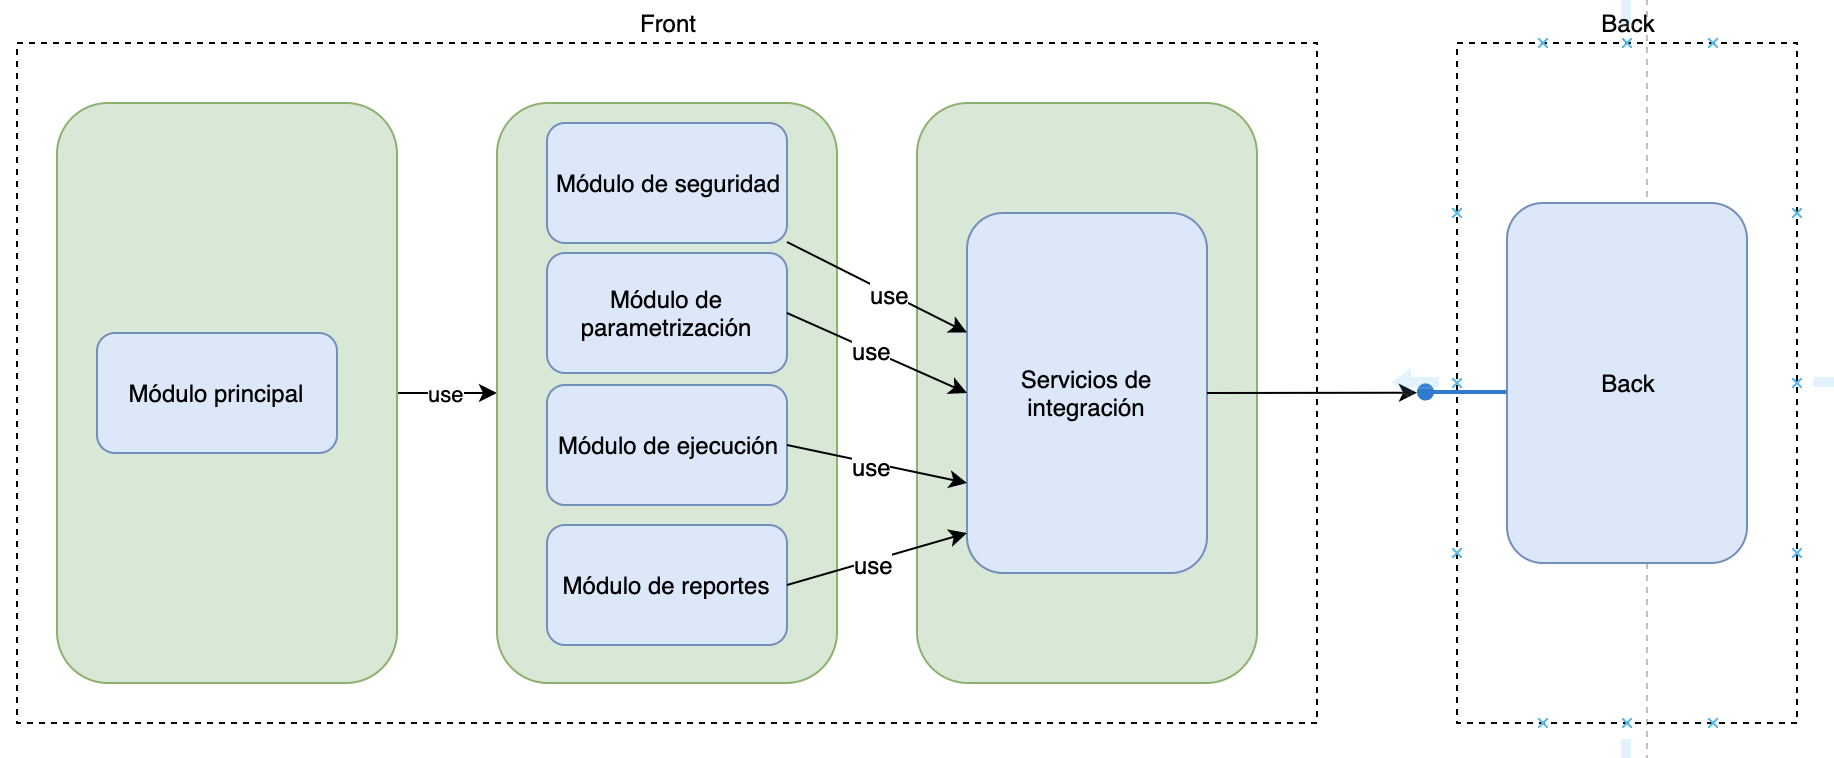 Front
Back
Módulo principal
use
Módulo de seguridad
Módulo de
parametrización
Módulo de ejecución
Módulo de reportes
use
use
use
use
Servicios de
integración
Back